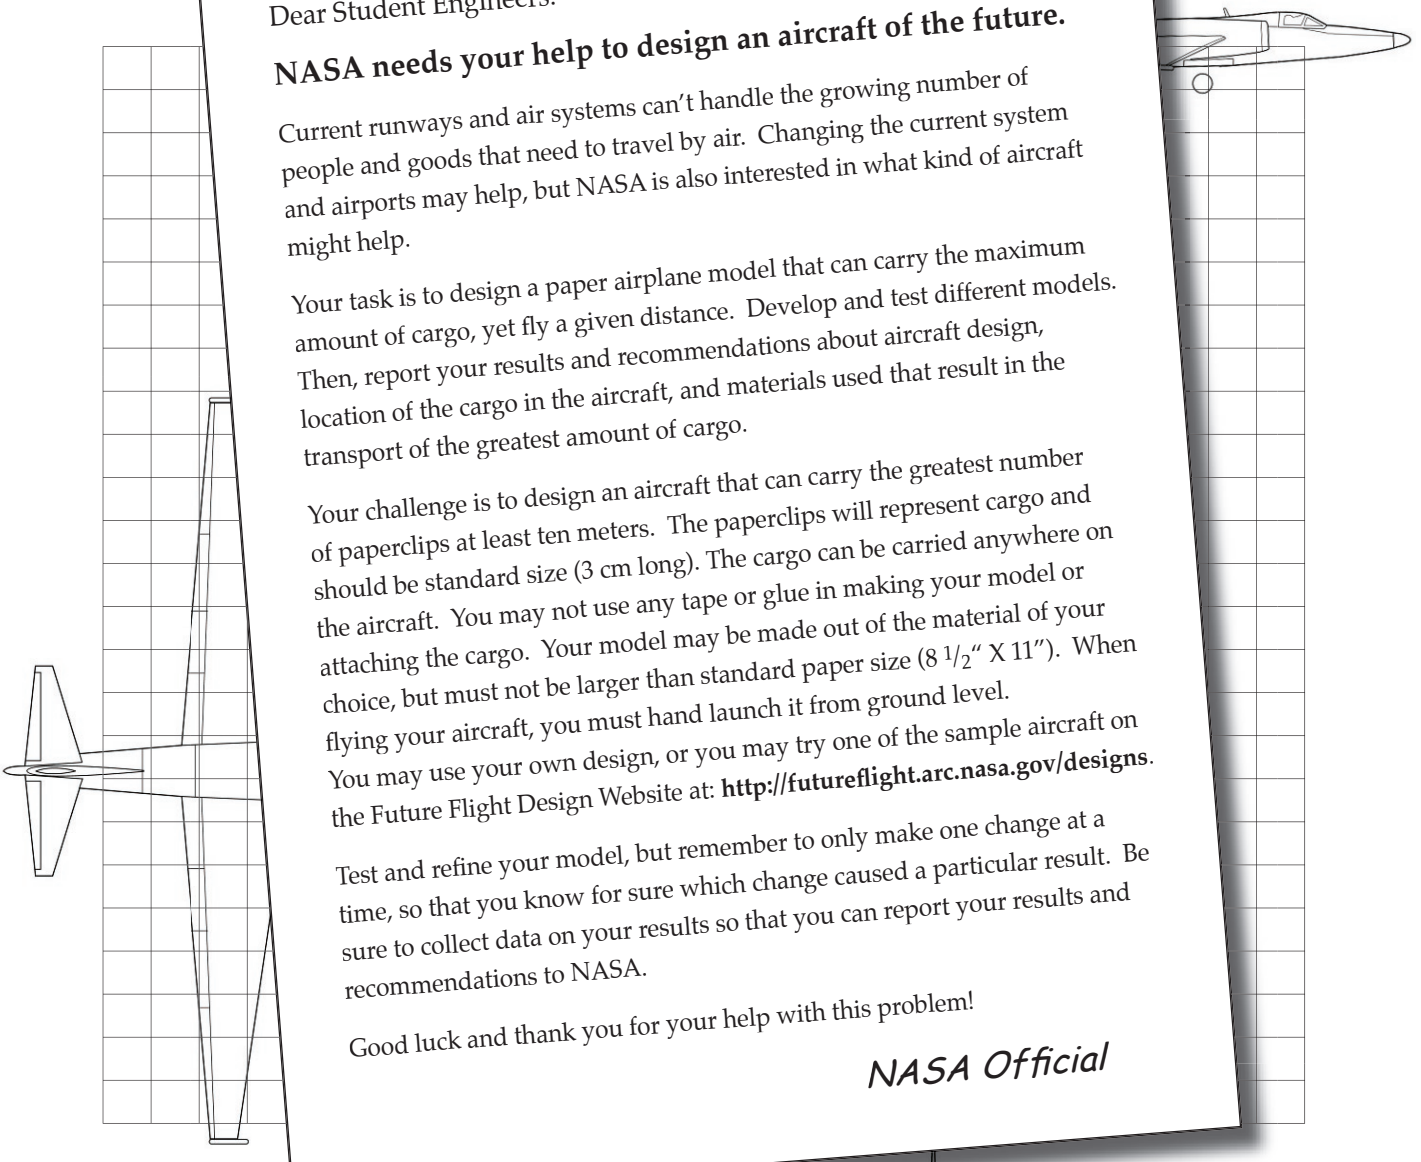 Dear Student Engineers:
NASA needs your help to design an aircraft of the future.
Current runways and air systems can't handle the growing number of
people and goods that need to travel by air. Changing the current system
and airports may help, but NASA is also interested in what kind of aircraft
might help.
Your task is to design a paper airplane model that can carry the maximum
amount of cargo, yet fly a given distance. Develop and test different models.
Then, report your results and recommendations about aircraft design,
location of the cargo in the aircraft, and materials used that result in the
transport of the greatest amount of cargo.
Your challenge is to design an aircraft that can carry the greatest number
of paperclips at least ten meters. The paperclips will represent cargo and
should be standard size (3 cm long). The cargo can be carried anywhere on
the aircraft. You may not use any tape or glue in making your model or
attaching the cargo. Your model may be made out of the material of your
choice, but must not be larger than standard paper size (8 1/2“ X 11”). When
flying your aircraft, you must hand launch it from ground level.
You may use your own design, or you may try one of the sample aircraft on
the Future Flight Design Website at: http://futureflight.arc.nasa.gov/designs.
Test and refine your model, but remember to only make one change at a
time, so that you know for sure which change caused a particular result. Be
sure to collect data on your results so that you can report your results and
recommendations to NASA.
Good luck and thank you for your help with this problem!
NASA Official